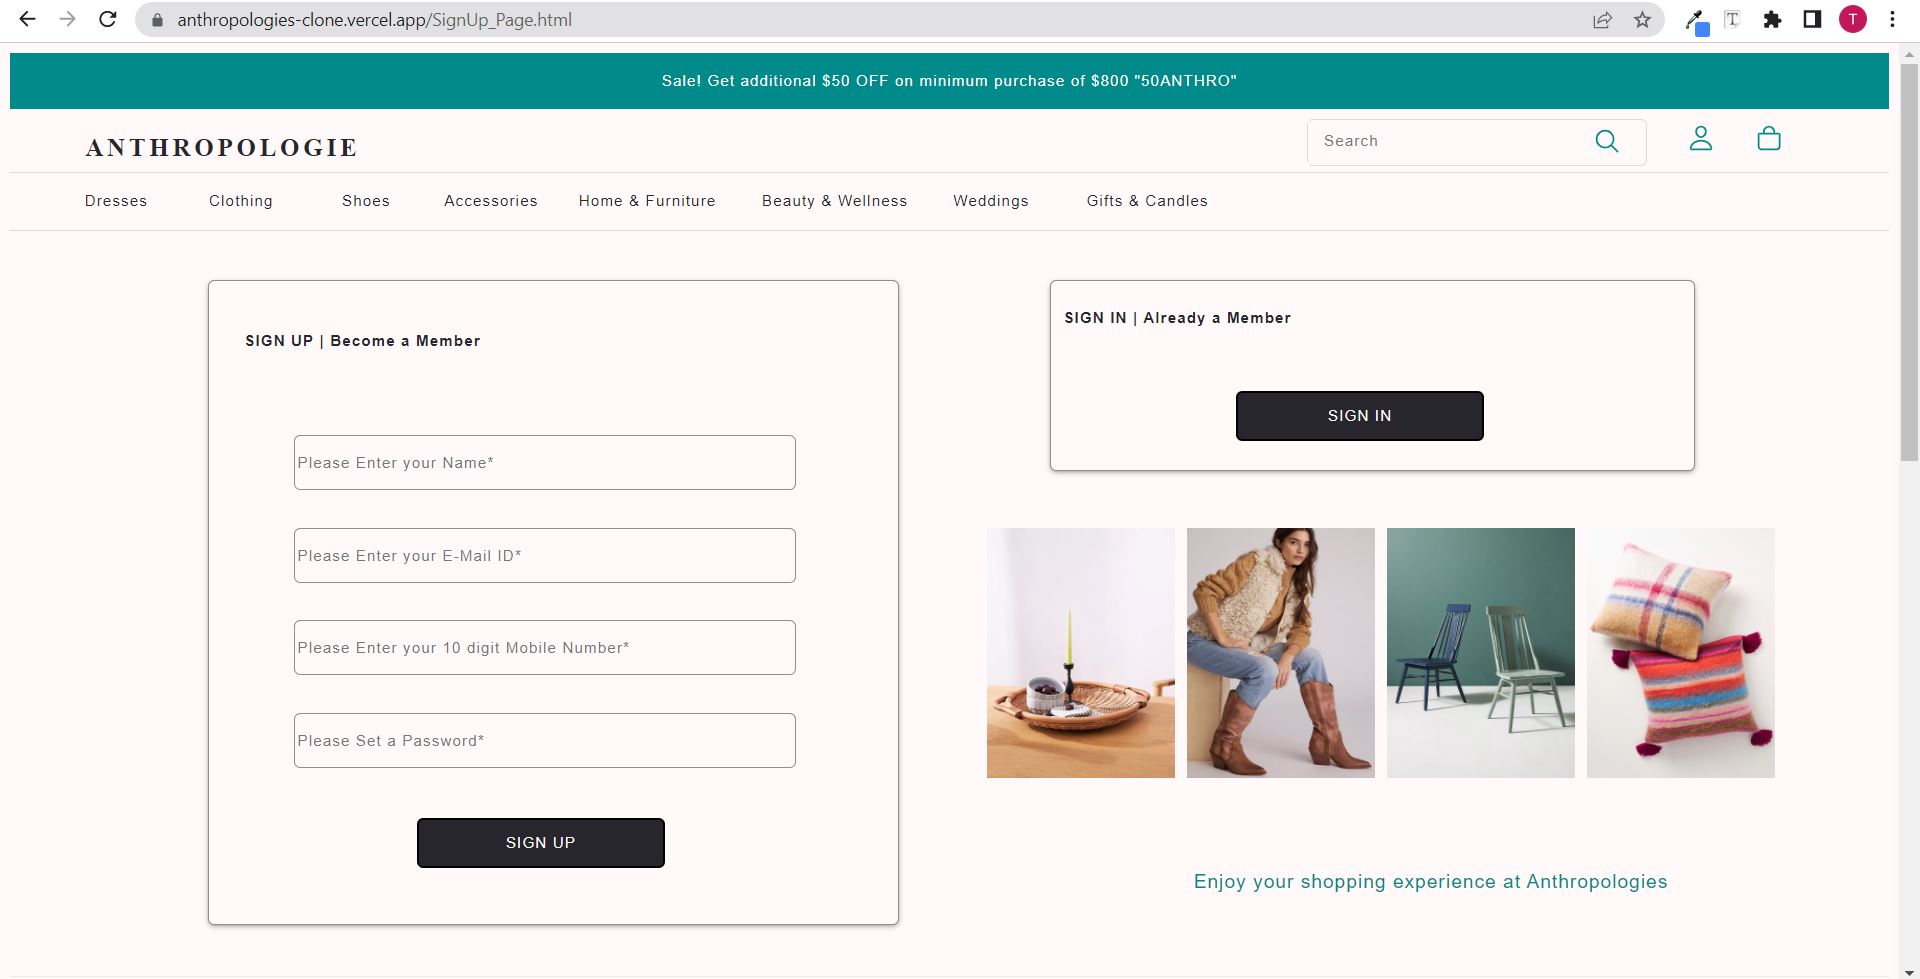 anthropologies-clone.vercel.app/SignUp_Page.html
T
T
Sale! Get additional $50 OFF on minimum purchase of $800 "50ANTHRO"
ANTHROPOLOGIE
Search
Dresses Clothing Shoes Accessories Home & Furniture Beauty & Wellness Weddings Gifts & Candles
SIGN UP | Become a Member
Please Enter your Name*
Please Enter your E-Mail ID*
Please Enter your 10 digit Mobile Number*
Please Set a Password*
SIGN UP
SIGN IN | Already a Member
SIGN IN
Enjoy your shopping experience at Anthropologies